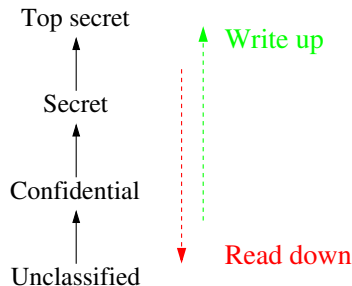 Top secret
Write up
Secret
Confidential
Read down
Unclassified